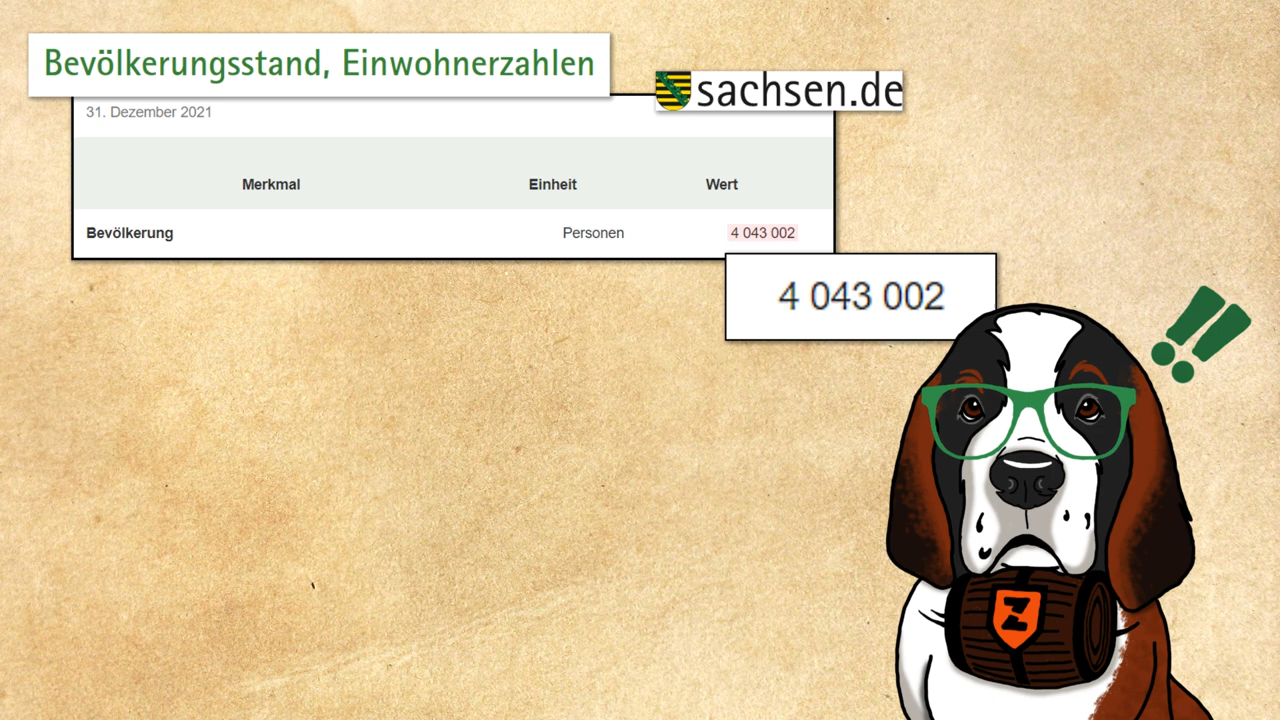 Bevölkerungsstand, Einwohnerzahlen
sachsen.de
31. Dezember 2021
Merkmal Einheit Wert
Bevölkerung Personen 4 043 002
4 043 002
!!
Z